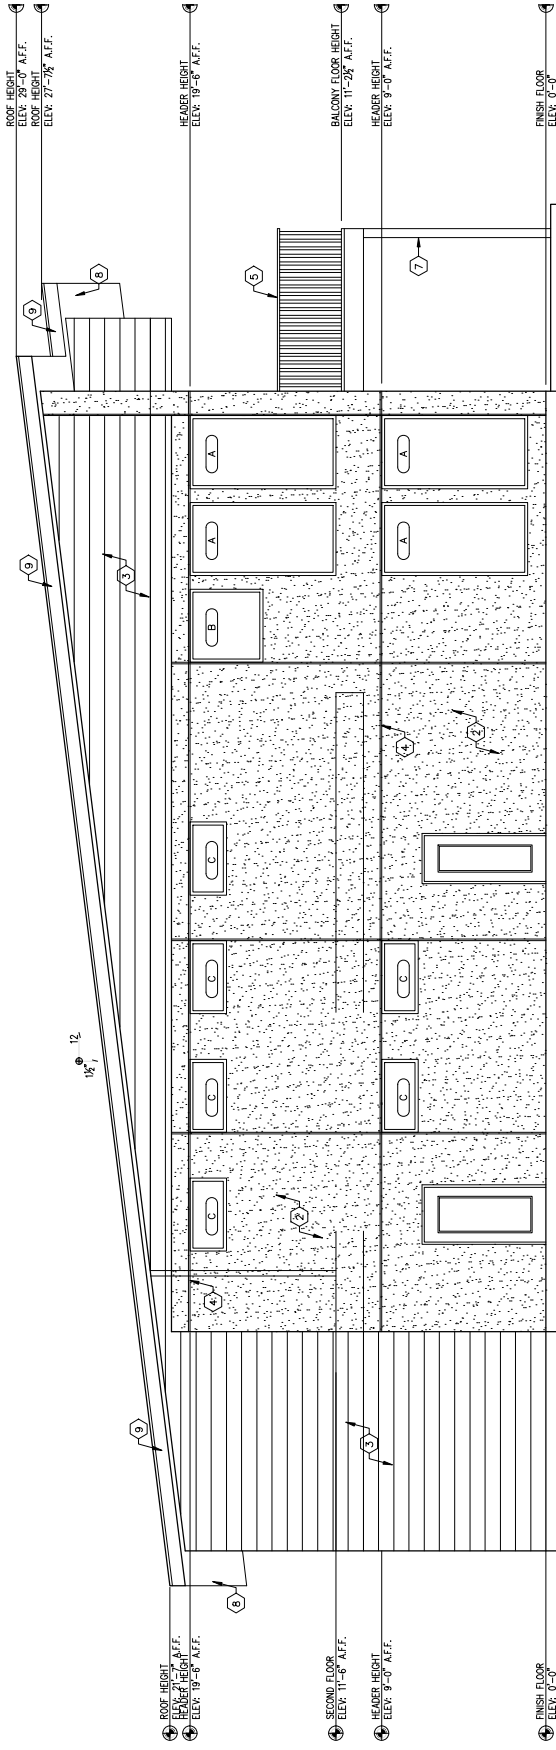 ROOF HEIGHT
ELEV: 29'-0" A.F.F.
ROOF HEIGHT
ELEV: 27'-7½" A.F.F.
HEADER HEIGHT
ELEV: 19'-6" A.F.F.
BALCONY FLOOR HEIGHT
ELEV: 11'-2½" A.F.F.
HEADER HEIGHT
ELEV: 9'-0" A.F.F.
FINISH FLOOR
ELEV: 0'-0"
9
8
9
3
5
7
A
A
A
A
B
4
2
C
C
C
C
C
12
1½"
C
2
4
9
3
8
ROOF HEIGHT
ELEV: 21'-7" A.F.F.
HEADER HEIGHT
ELEV: 19'-6" A.F.F.
SECOND FLOOR
ELEV: 11'-6" A.F.F.
HEADER HEIGHT
ELEV: 9'-0" A.F.F.
FINISH FLOOR
ELEV: 0'-0"